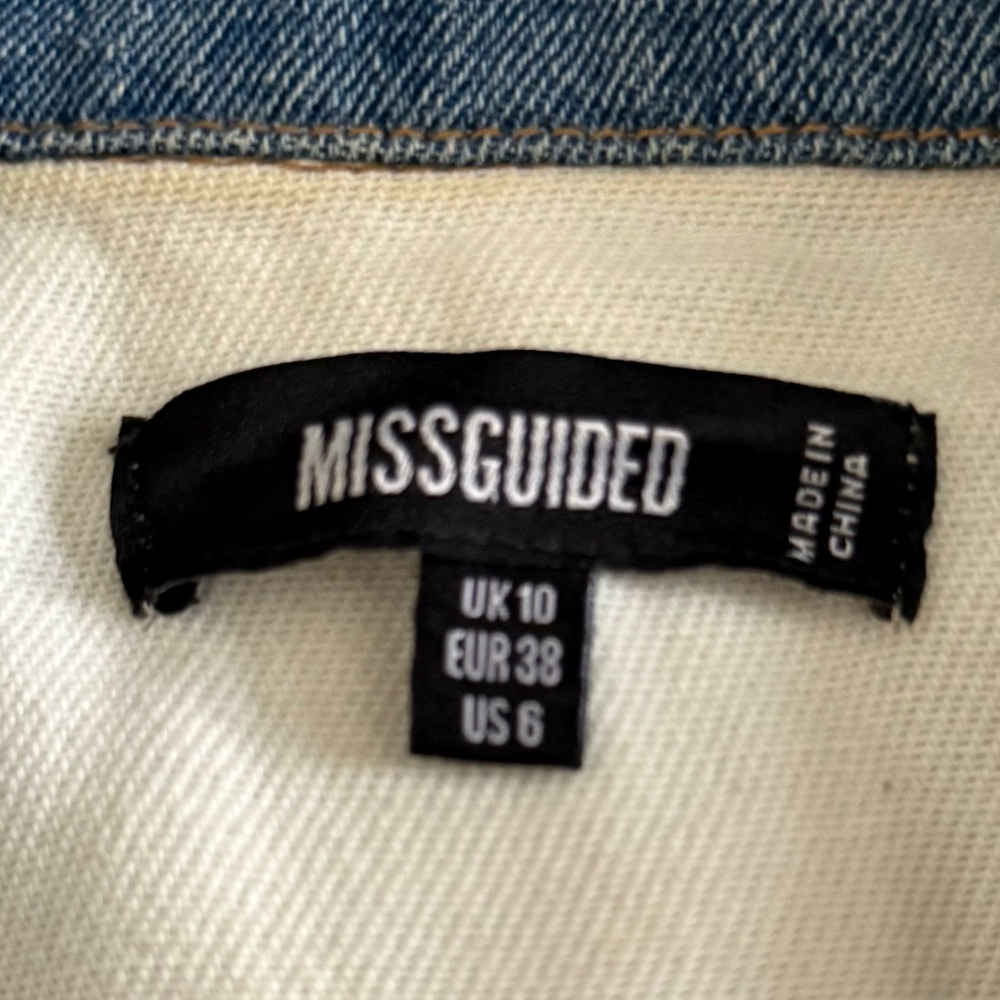 MISSGUIDED
MADE IN
CHINA
UK 10
EUR 38
US 6